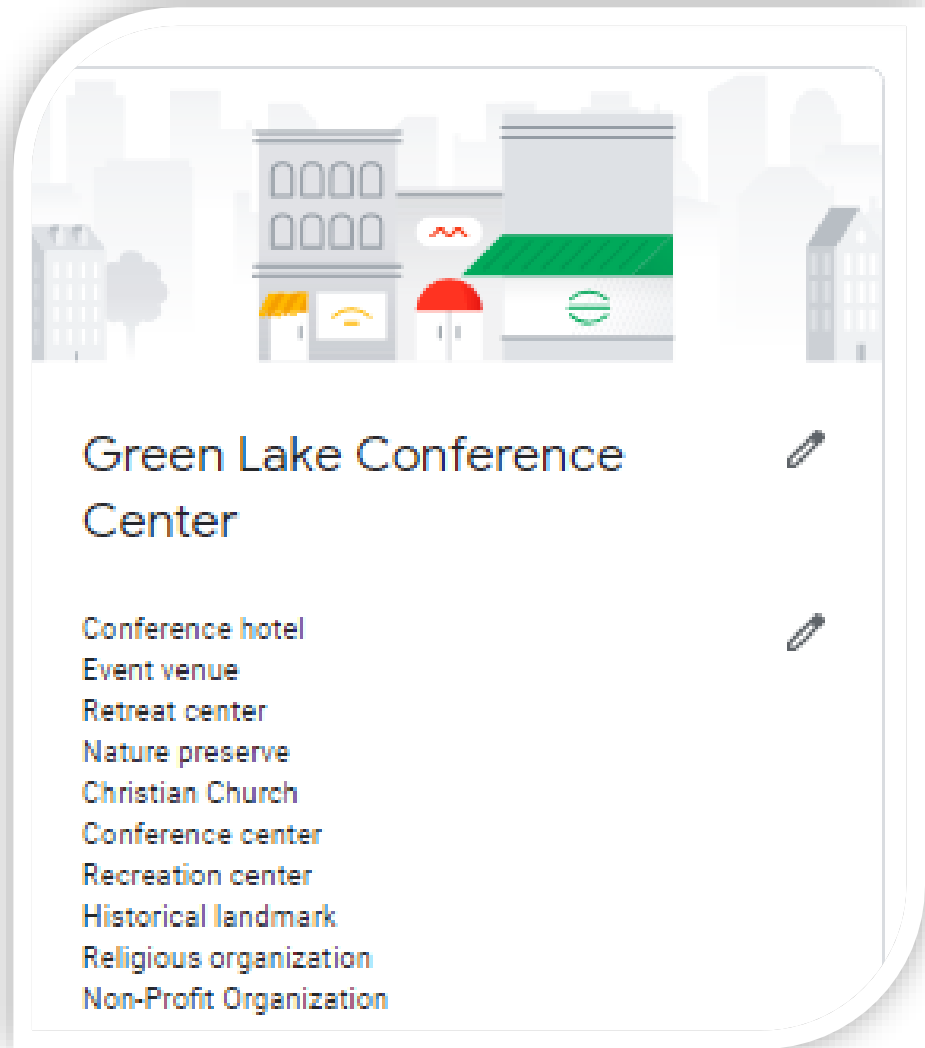 Green Lake Conference
Center
Conference hotel
Event venue
Retreat center
Nature preserve
Christian Church
Conference center
Recreation center
Historical landmark
Religious organization
Non-Profit Organization